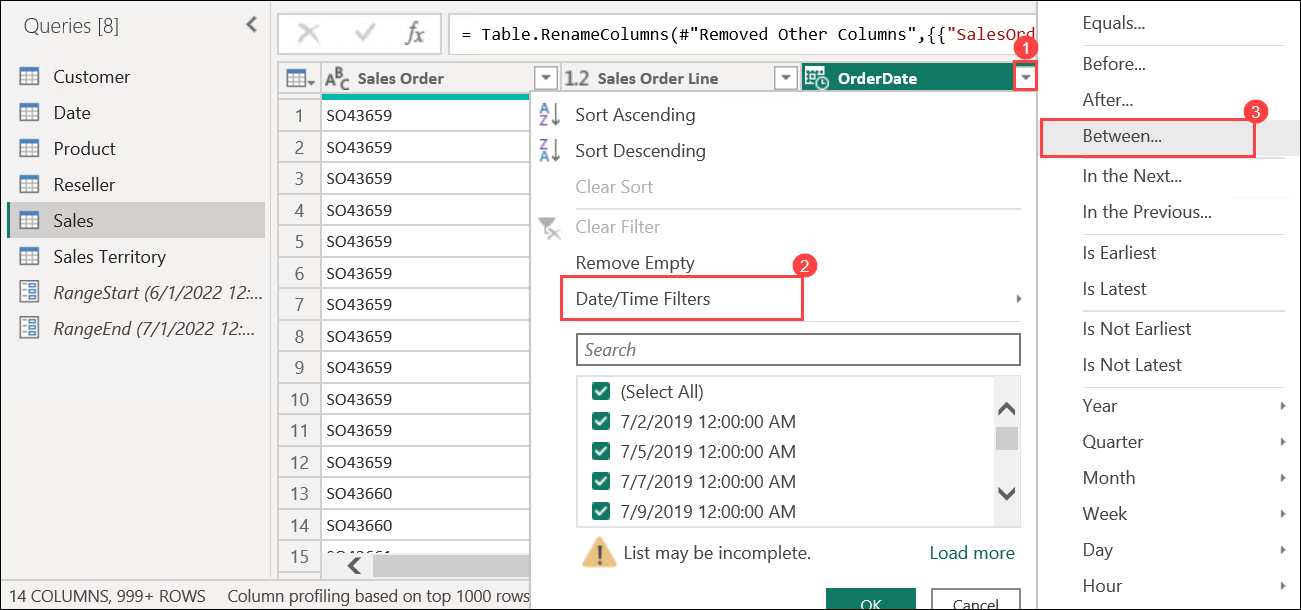 Queries [8]
Customer
Date
Product
Reseller
Sales
Sales Territory
RangeStart (6/1/2022 12:...
RangeEnd (7/1/2022 12:...
fx
= Table.RenameColumns(#"Removed Other Columns",{{"SalesOrd
1
ABC Sales Order
1.2 Sales Order Line
OrderDate
1 SO43659
2 SO43659
3 SO43659
4 SO43659
5 SO43659
6 SO43659
7 SO43659
8 SO43659
9 SO43659
10 SO43659
11 SO43659
12 SO43659
13 SO43660
14 SO43660
15 SO43661
AZ Sort Ascending
ZA Sort Descending
Clear Sort
Clear Filter
Remove Empty
2
Date/Time Filters
Search
(Select All)
7/2/2019 12:00:00 AM
7/5/2019 12:00:00 AM
7/7/2019 12:00:00 AM
7/9/2019 12:00:00 AM
List may be incomplete.
Load more
OK
Cancel
Equals...
Before...
After...
3
Between...
In the Next...
In the Previous...
Is Earliest
Is Latest
Is Not Earliest
Is Not Latest
Year
Quarter
Month
Week
Day
Hour
14 COLUMNS, 999+ ROWS
Column profiling based on top 1000 rows